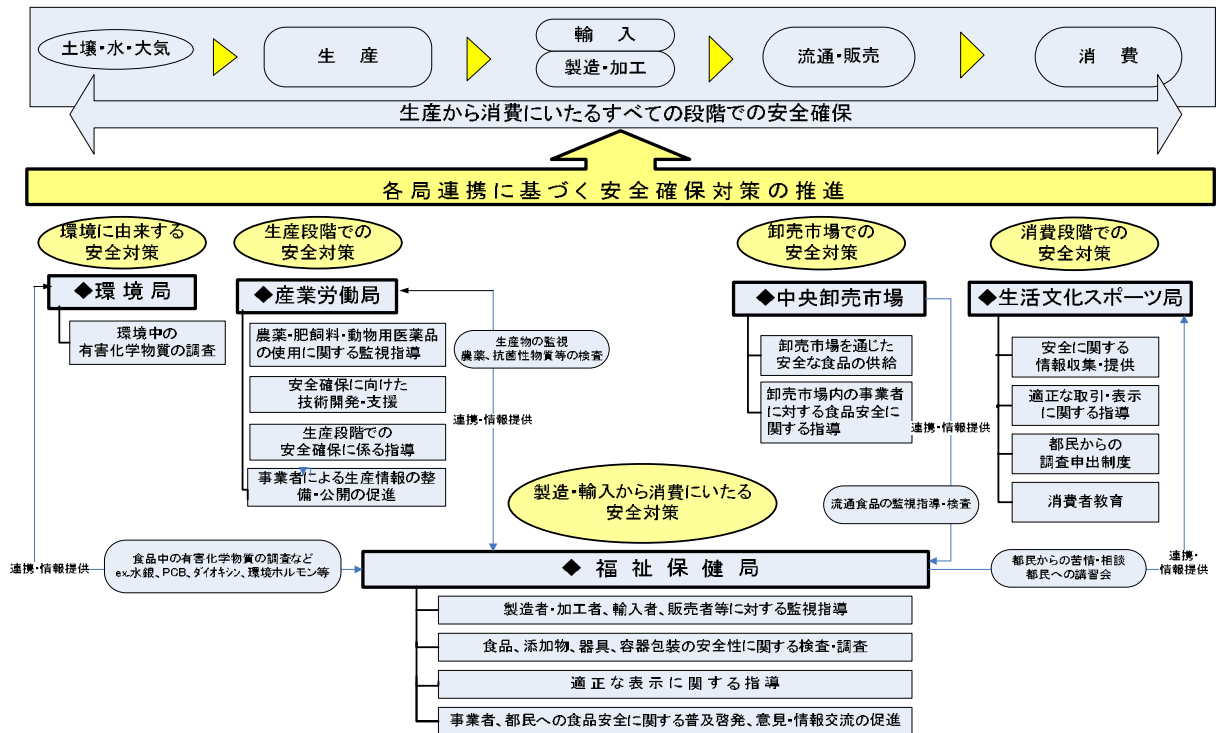 土壌・水・大気
生　産
輸　入
製造・加工
流通・販売
消　費
生産から消費にいたるすべての段階での安全確保
各局連携に基づく安全確保対策の推進
環境に由来する
安全対策
生産段階での
安全対策
卸売市場での
安全対策
消費段階での
安全対策
◆環境局
環境中の
有害化学物質の調査
◆産業労働局
農薬・肥飼料・動物用医薬品
の使用に関する監視指導
安全確保に向けた
技術開発・支援
生産段階での
安全確保に係る指導
事業者による生産情報の整
備・公開の促進
生産物の監視
農薬、抗菌性物質等の検査
連携・情報提供
◆中央卸売市場
卸売市場を通じた
安全な食品の供給
卸売市場内の事業者
に対する食品安全に
関する指導
連携・情報提供
流通食品の監視指導・検査
◆生活文化スポーツ局
安全に関する
情報収集・提供
適正な取引・表示
に関する指導
都民からの
調査申出制度
消費者教育
製造・輸入から消費にいたる
安全対策
連携・情報提供
食品中の有害化学物質の調査など
ex.水銀、PCB、ダイオキシン、環境ホルモン等
◆ 福祉保健局
都民からの苦情・相談
都民への講習会
連携・
情報提供
製造者・加工者、輸入者、販売者等に対する監視指導
食品、添加物、器具、容器包装の安全性に関する検査・調査
適正な表示に関する指導
事業者、都民への食品安全に関する普及啓発、意見・情報交流の促進